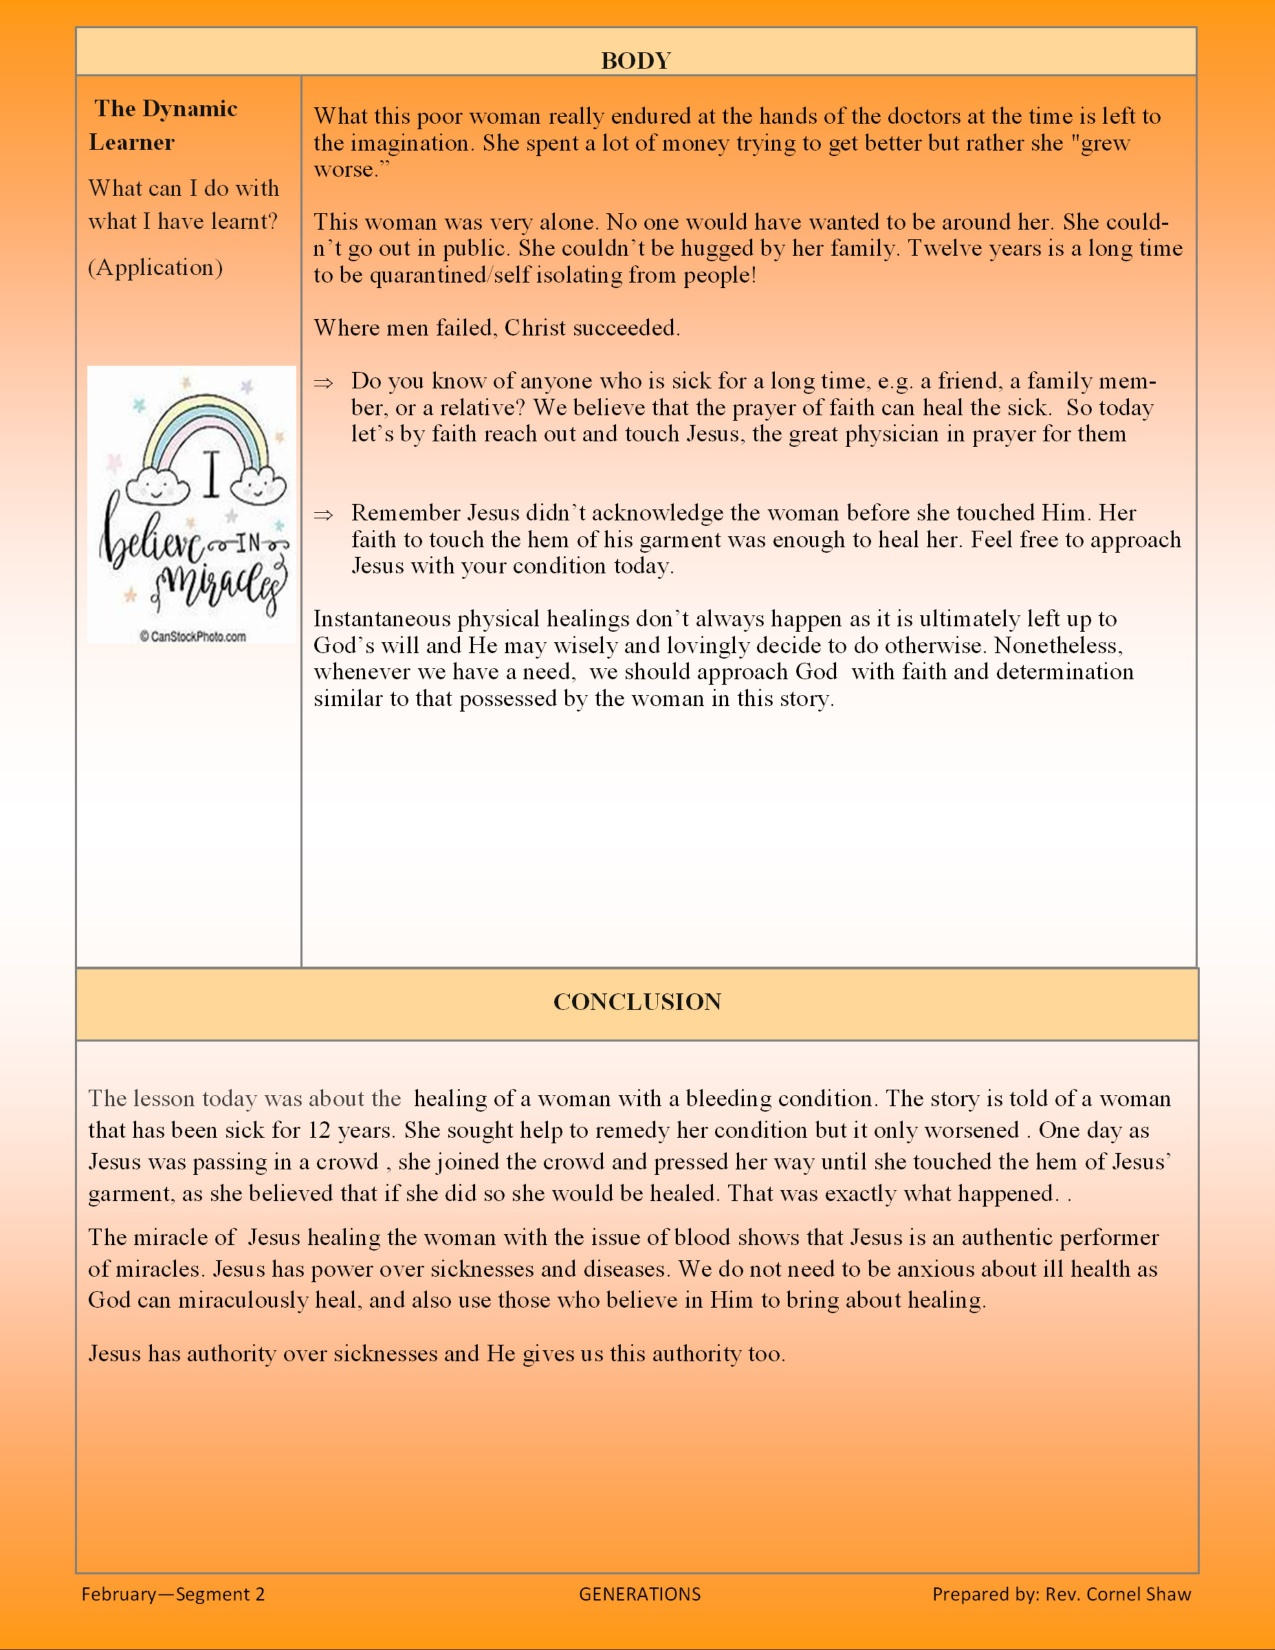 BODY
The Dynamic
Learner
What can I do with
what I have learnt?
(Application)
I
believe IN
miracles
© CanStockPhoto.com
What this poor woman really endured at the hands of the doctors at the time is left to
the imagination. She spent a lot of money trying to get better but rather she "grew
worse.”
This woman was very alone. No one would have wanted to be around her. She could-
n’t go out in public. She couldn’t be hugged by her family. Twelve years is a long time
to be quarantined/self isolating from people!
Where men failed, Christ succeeded.
⇒ Do you know of anyone who is sick for a long time, e.g. a friend, a family mem-
ber, or a relative? We believe that the prayer of faith can heal the sick.  So today
let’s by faith reach out and touch Jesus, the great physician in prayer for them
⇒ Remember Jesus didn’t acknowledge the woman before she touched Him. Her
faith to touch the hem of his garment was enough to heal her. Feel free to approach
Jesus with your condition today.
Instantaneous physical healings don’t always happen as it is ultimately left up to
God’s will and He may wisely and lovingly decide to do otherwise. Nonetheless,
whenever we have a need,  we should approach God  with faith and determination
similar to that possessed by the woman in this story.
CONCLUSION
The lesson today was about the  healing of a woman with a bleeding condition. The story is told of a woman
that has been sick for 12 years. She sought help to remedy her condition but it only worsened . One day as
Jesus was passing in a crowd , she joined the crowd and pressed her way until she touched the hem of Jesus’
garment, as she believed that if she did so she would be healed. That was exactly what happened. .
The miracle of  Jesus healing the woman with the issue of blood shows that Jesus is an authentic performer
of miracles. Jesus has power over sicknesses and diseases. We do not need to be anxious about ill health as
God can miraculously heal, and also use those who believe in Him to bring about healing.
Jesus has authority over sicknesses and He gives us this authority too.
February—Segment 2
GENERATIONS
Prepared by: Rev. Cornel Shaw